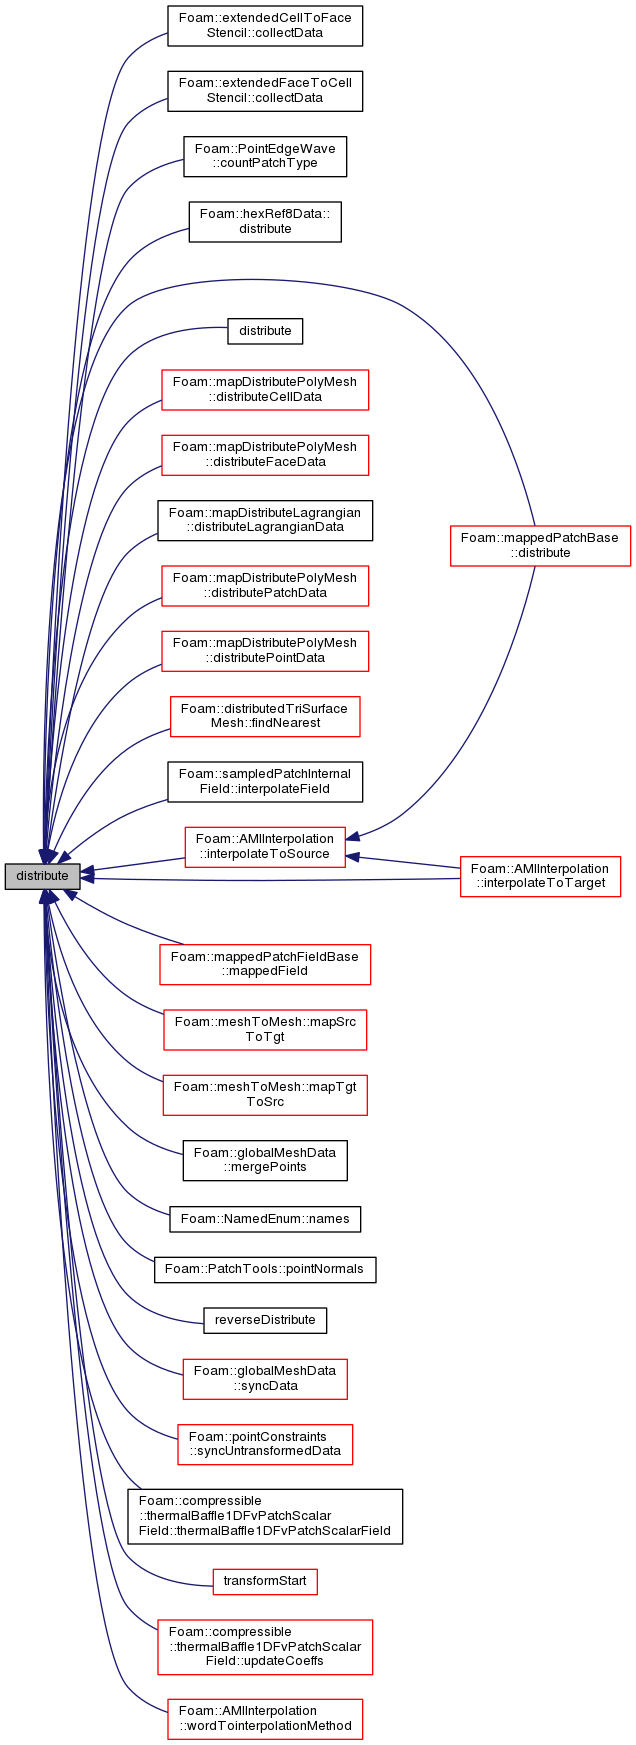 Foam::extendedCellToFace
Stencil::collectData
Foam::extendedFaceToCell
Stencil::collectData
Foam::PointEdgeWave
::countPatchType
Foam::hexRef8Data::
distribute
distribute
Foam::mapDistributePolyMesh
::distributeCellData
Foam::mapDistributePolyMesh
::distributeFaceData
Foam::mapDistributeLagrangian
::distributeLagrangianData
Foam::mappedPatchBase
::distribute
Foam::mapDistributePolyMesh
::distributePatchData
Foam::mapDistributePolyMesh
::distributePointData
Foam::distributedTriSurface
Mesh::findNearest
Foam::sampledPatchInternal
Field::interpolateField
Foam::AMIInterpolation
::interpolateToSource
distribute
Foam::AMIInterpolation
::interpolateToTarget
Foam::mappedPatchFieldBase
::mappedField
Foam::meshToMesh::mapSrc
ToTgt
Foam::meshToMesh::mapTgt
ToSrc
Foam::globalMeshData
::mergePoints
Foam::NamedEnum::names
Foam::PatchTools::pointNormals
reverseDistribute
Foam::globalMeshData
::syncData
Foam::pointConstraints
::syncUntransformedData
Foam::compressible
::thermalBaffle1DFvPatchScalar
Field::thermalBaffle1DFvPatchScalarField
transformStart
Foam::compressible
::thermalBaffle1DFvPatchScalar
Field::updateCoeffs
Foam::AMIInterpolation
::wordTointerpolationMethod